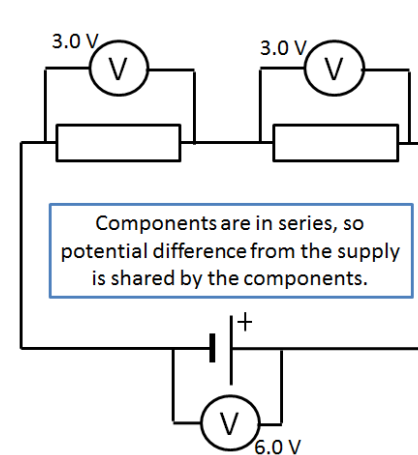 3.0 V
V
3.0 V
V
Components are in series, so
potential difference from the supply
is shared by the components.
+
V
6.0 V